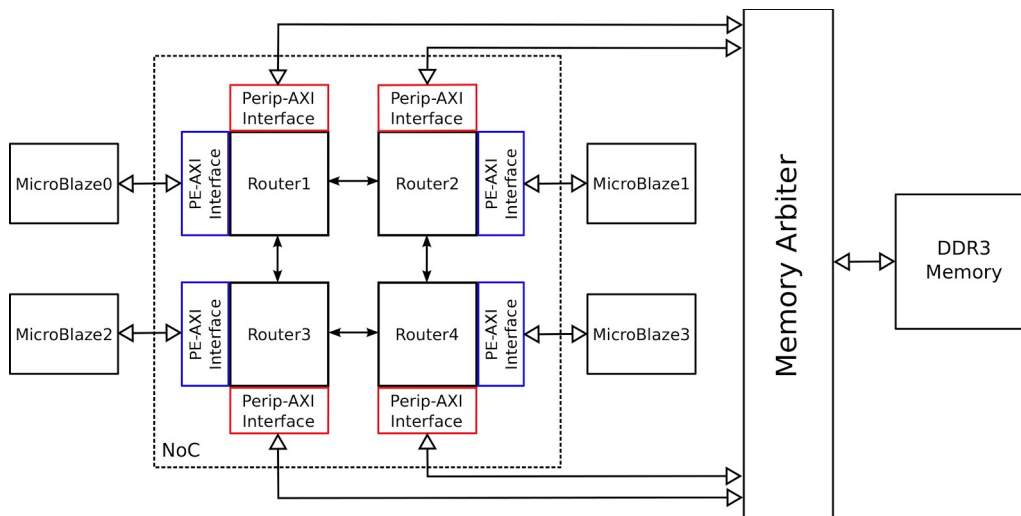 Perip-AXI
Interface
Perip-AXI
Interface
MicroBlaze0
PE-AXI
Interface
Router1
Router2
PE-AXI
Interface
MicroBlaze1
MicroBlaze2
PE-AXI
Interface
Router3
Router4
PE-AXI
Interface
MicroBlaze3
Perip-AXI
Interface
Perip-AXI
Interface
NoC
Memory Arbiter
DDR3
Memory